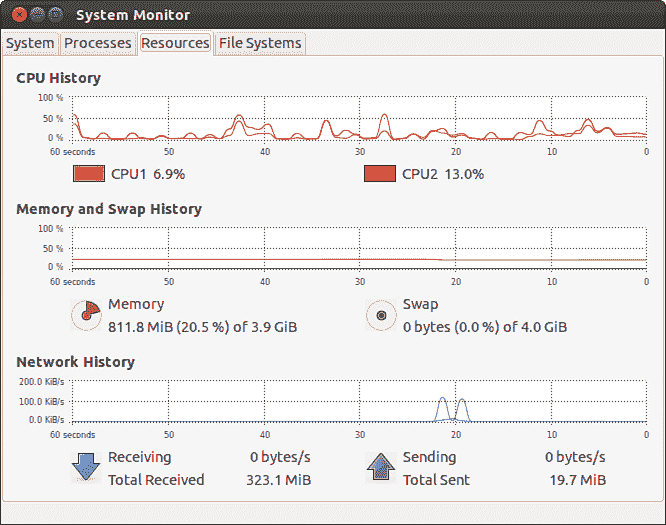 System Monitor
System Processes Resources File Systems
CPU History
100 %
50 %
0 %
60 seconds 50 40 30 20 10 0
CPU1 6.9% CPU2 13.0%
Memory and Swap History
100 %
50 %
0 %
60 seconds 50 40 30 20 10 0
Memory Swap
811.8 MiB (20.5 %) of 3.9 GiB 0 bytes (0.0 %) of 4.0 GiB
Network History
200.0 KiB/s
100.0 KiB/s
0.0 KiB/s
60 seconds 50 40 30 20 10 0
Receiving 0 bytes/s Sending 0 bytes/s
Total Received 323.1 MiB Total Sent 19.7 MiB